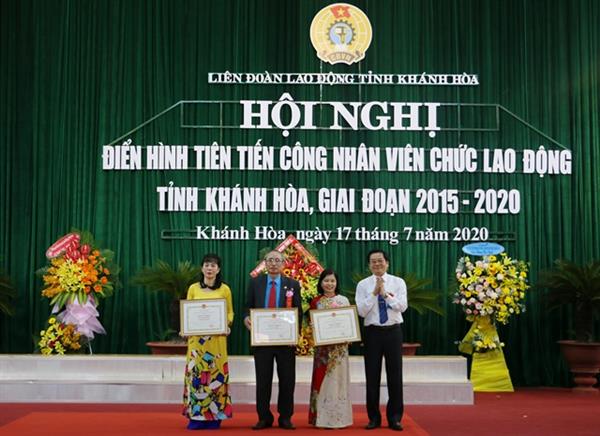 LIÊN ĐOÀN LAO ĐỘNG TỈNH KHÁNH HÒA
HỘI NGHỊ
ĐIỂN HÌNH TIÊN TIẾN CÔNG NHÂN VIÊN CHỨC LAO ĐỘNG
TỈNH KHÁNH HÒA, GIAI ĐOẠN 2015 - 2020
Khánh Hòa, ngày 17 tháng 7 năm 2020